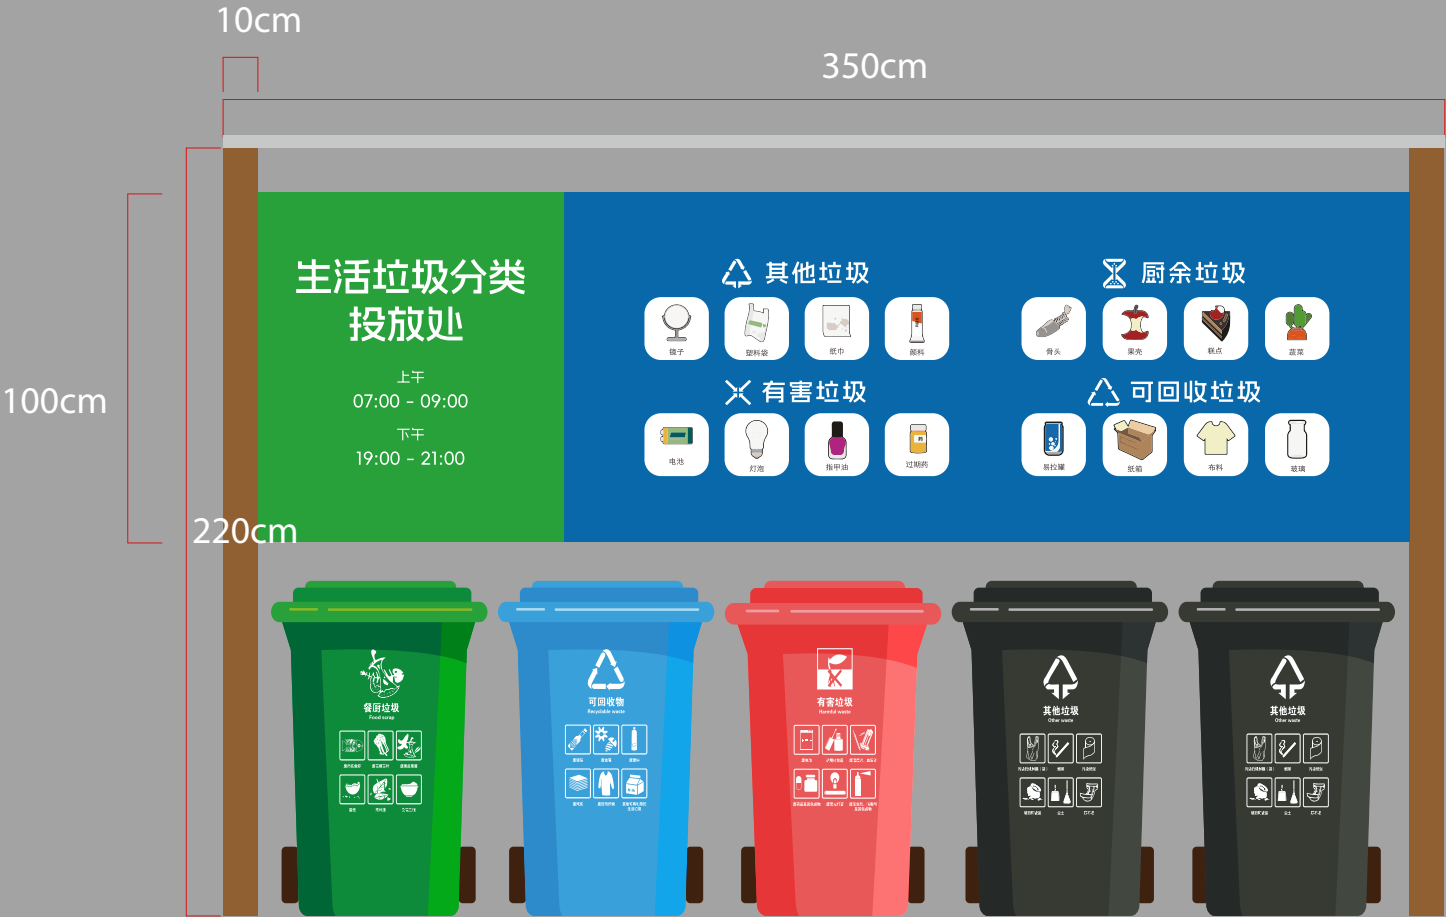 10cm
350cm
100cm
220cm
生活垃圾分类
投放处
上午
07:00 - 09:00
下午
19:00 - 21:00
其他垃圾
镜子
塑料袋
纸巾
颜料
厨余垃圾
骨头
果壳
糕点
蔬菜
有害垃圾
电池
灯泡
指甲油
过期药
可回收垃圾
易拉罐
纸箱
布料
玻璃
餐厨垃圾
Food scrap
可回收物
Recyclable waste
有害垃圾
Harmful waste
其他垃圾
Other waste
其他垃圾
Other waste